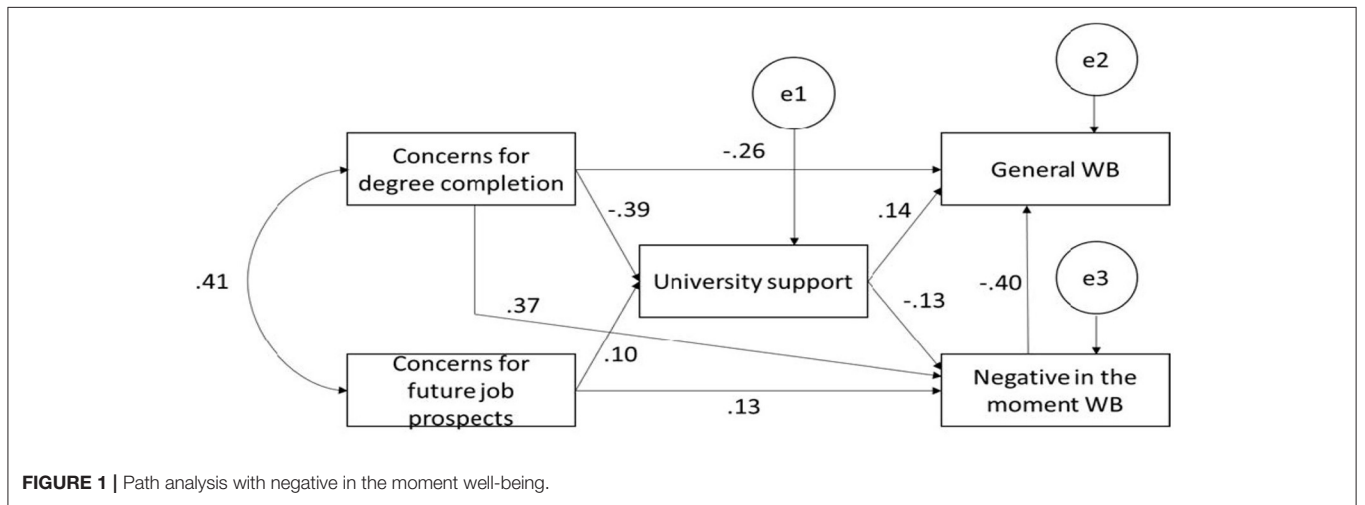 e1
e2
Concerns for
degree completion
-.26
General WB
-.39
.14
.41
University support
-.40
e3
.37
-.13
.10
Concerns for
future job
prospects
.13
Negative in the
moment WB
FIGURE 1 | Path analysis with negative in the moment well-being.